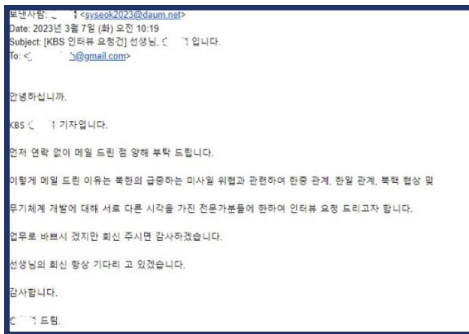 보낸사람: <syseok2023@daum.net>
Date: 2023년 3월 7일 (화) 오전 10:19
Subject: [KBS 인터뷰 요청건] 선생님, 입니다.
To: < @gmail.com>
안녕하십니까.
KBS 기자입니다.
먼저 연락 없이 메일 드린 점 양해 부탁 드립니다.
이렇게 메일 드린 이유는 북한의 급증하는 미사일 위협과 관련하여 한중 관계, 한일 관계, 북핵 협상 및
무기체계 개발에 대해 서로 다른 시각을 가진 전문가분들에 한하여 인터뷰 요청 드리고자 합니다.
업무로 바쁘시 겠지만 회신 주시면 감사하겠습니다.
선생님의 회신 항상 기다리 고 있겠습니다.
감사합니다.
드림.